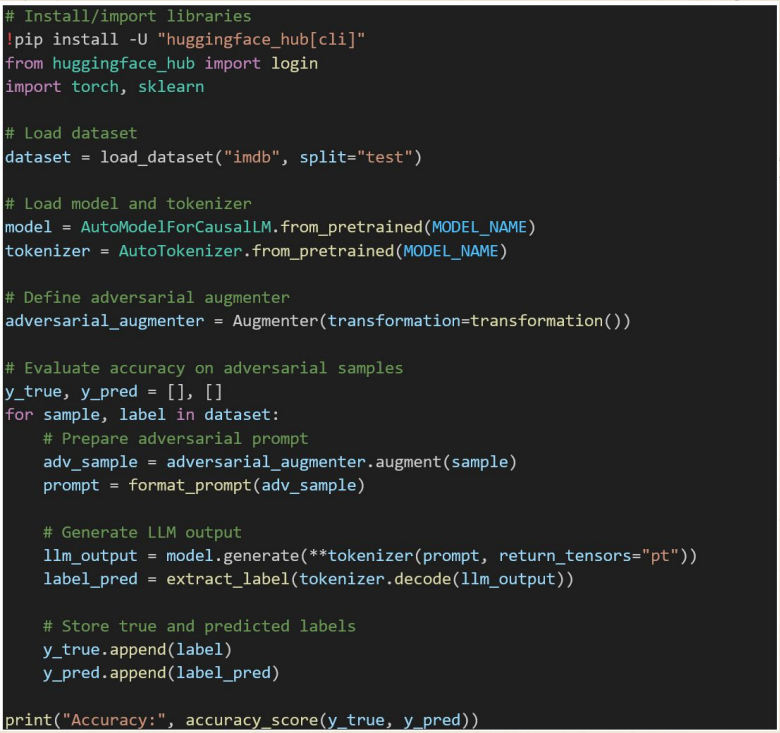 # Install/import libraries
!pip install -U "huggingface_hub[cli]"
from huggingface_hub import login
import torch, sklearn

# Load dataset
dataset = load_dataset("imdb", split="test")

# Load model and tokenizer
model = AutoModelForCausalLM.from_pretrained(MODEL_NAME)
tokenizer = AutoTokenizer.from_pretrained(MODEL_NAME)

# Define adversarial augmenter
adversarial_augmenter = Augmenter(transformation=transformation())

# Evaluate accuracy on adversarial samples
y_true, y_pred = [], []
for sample, label in dataset:
    # Prepare adversarial prompt
    adv_sample = adversarial_augmenter.augment(sample)
    prompt = format_prompt(adv_sample)

    # Generate LLM output
    llm_output = model.generate(**tokenizer(prompt, return_tensors="pt"))
    label_pred = extract_label(tokenizer.decode(llm_output))

    # Store true and predicted labels
    y_true.append(label)
    y_pred.append(label_pred)

print("Accuracy:", accuracy_score(y_true, y_pred))